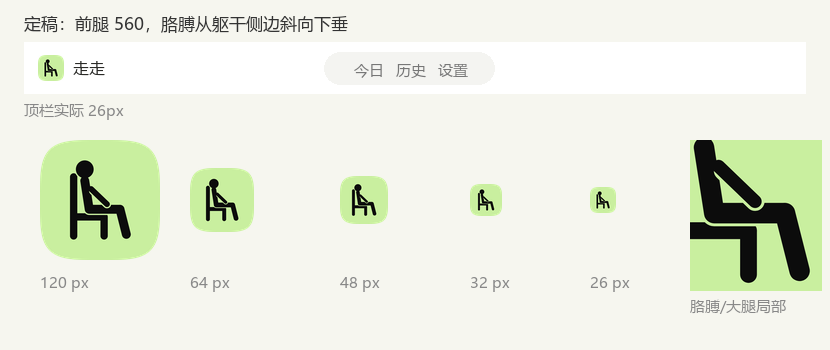 定稿：前腿 560，胳膊从躯干侧边斜向下垂
走走
今日 历史 设置
顶栏实际 26px
120 px
64 px
48 px
32 px
26 px
胳膊/大腿局部